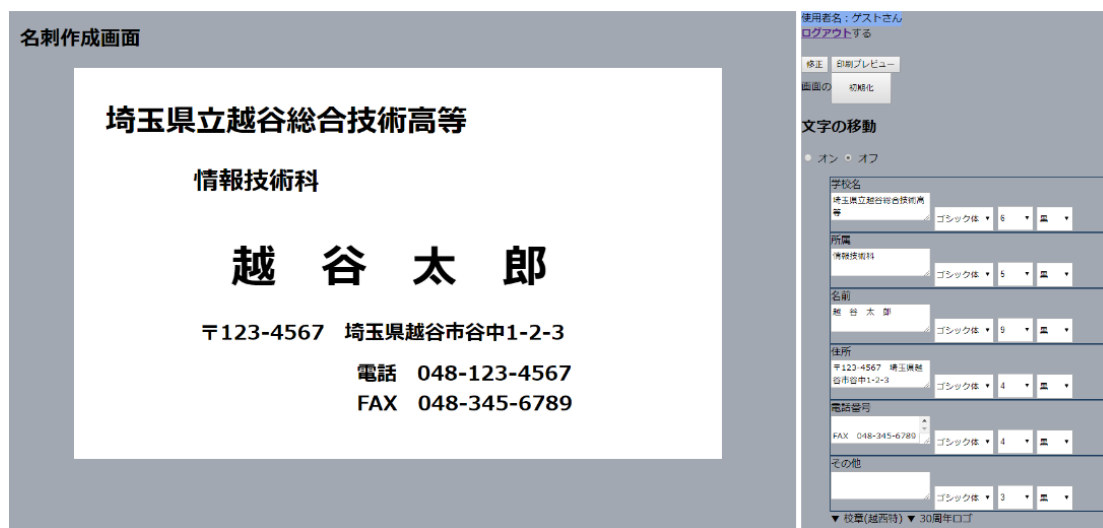 名刺作成画面
埼玉県立越谷総合技術高等
情報技術科
越　谷　太　郎
〒123-4567　埼玉県越谷市谷中1-2-3
電話　048-123-4567
FAX　048-345-6789
使用者名：ゲストさん
ログアウトする
修正 印刷プレビュー
画面の 初期化
文字の移動
オン オフ
学校名
埼玉県立越谷総合技術高
等
ゴシック体 ▼ 6 ▼ 黒 ▼
所属
情報技術科
ゴシック体 ▼ 5 ▼ 黒 ▼
名前
越　谷　太　郎
ゴシック体 ▼ 9 ▼ 黒 ▼
住所
〒123-4567　埼玉県越
谷市谷中1-2-3
ゴシック体 ▼ 4 ▼ 黒 ▼
電話番号
FAX　048-345-6789
ゴシック体 ▼ 4 ▼ 黒 ▼
その他
ゴシック体 ▼ 3 ▼ 黒 ▼
▼ 校章(越西特) ▼ 30周年ロゴ